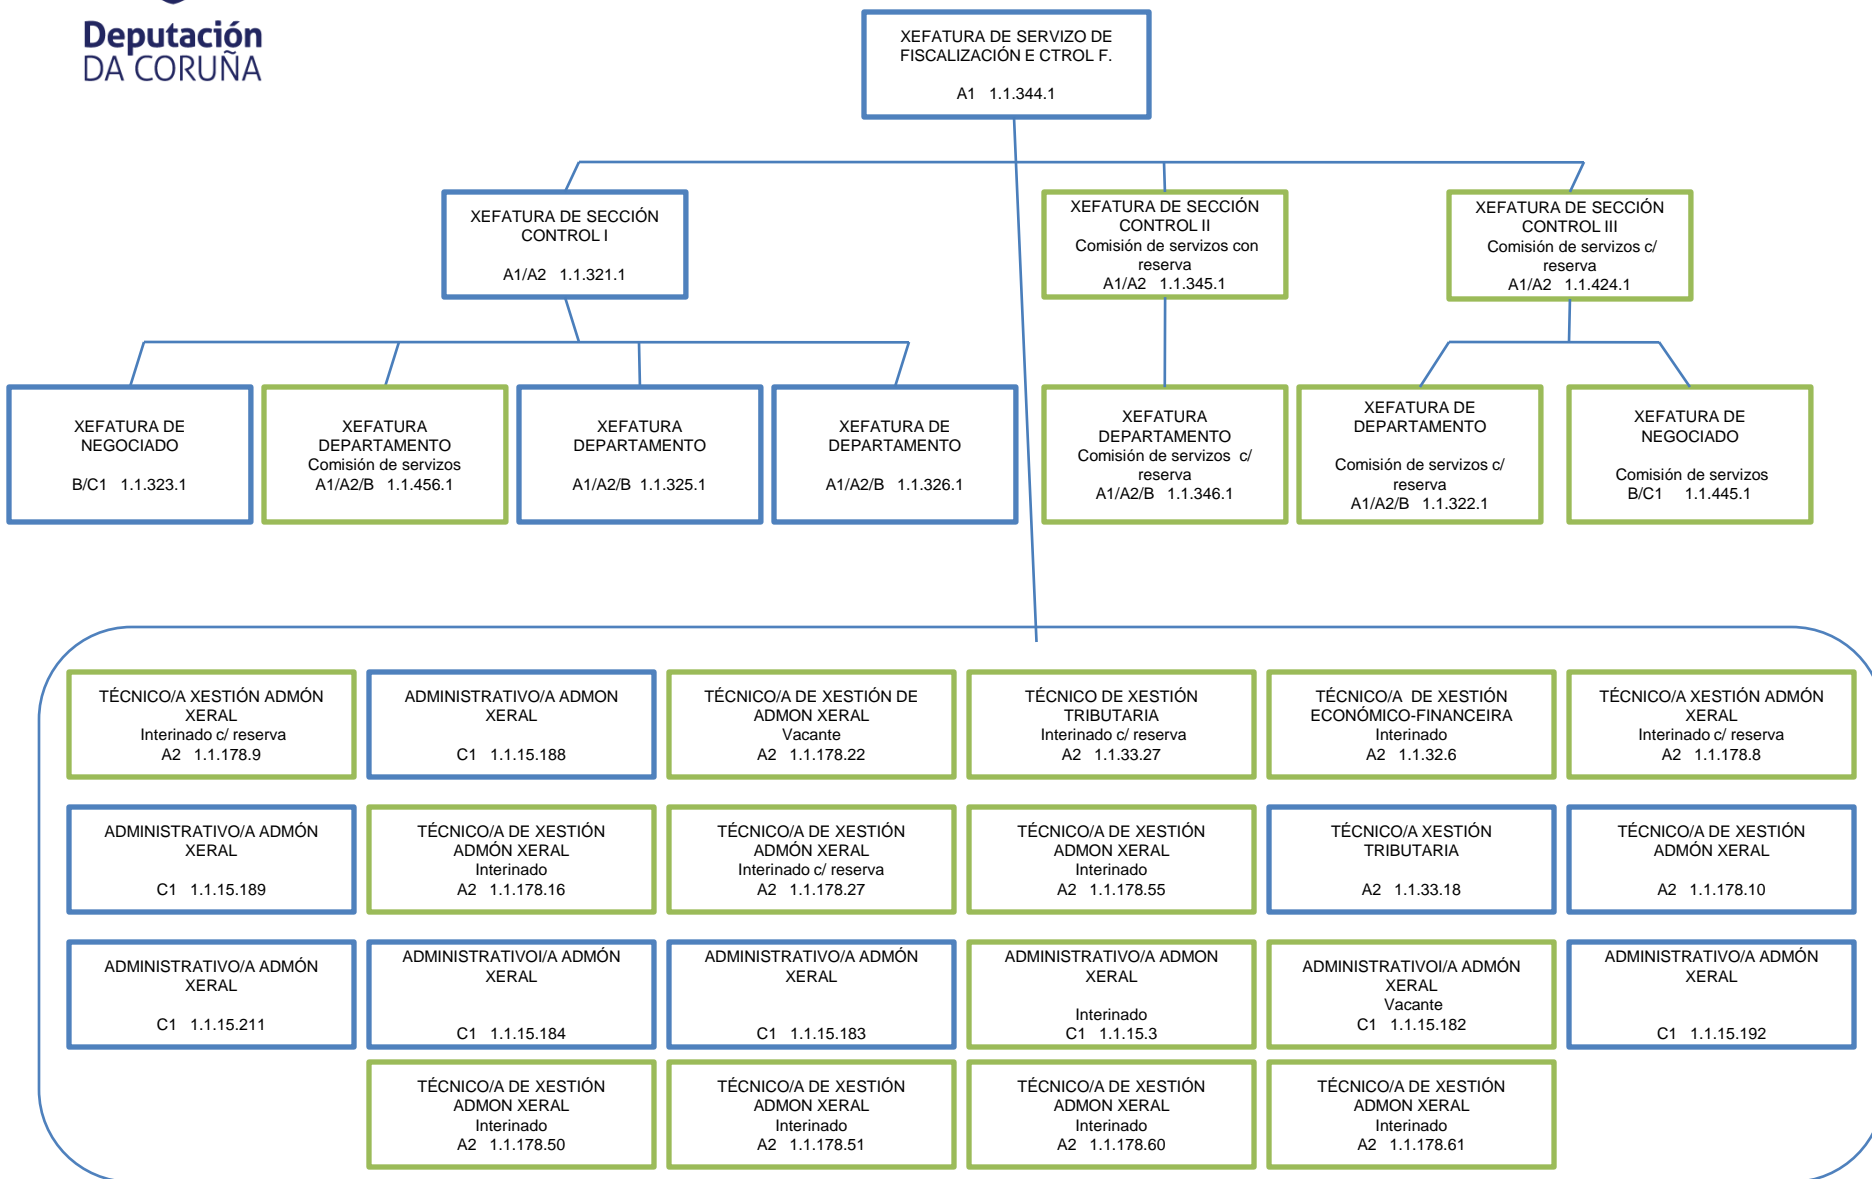 Deputación
DA CORUÑA
XEFATURA DE SERVIZO DE
FISCALIZACIÓN E CTROL F.
A1 1.1.344.1
XEFATURA DE SECCIÓN
CONTROL I
A1/A2 1.1.321.1
XEFATURA DE SECCIÓN
CONTROL II
Comisión de servizos con
reserva
A1/A2 1.1.345.1
XEFATURA DE SECCIÓN
CONTROL III
Comisión de servizos c/
reserva
A1/A2 1.1.424.1
XEFATURA DE
NEGOCIADO
B/C1 1.1.323.1
XEFATURA
DEPARTAMENTO
Comisión de servizos
A1/A2/B 1.1.456.1
XEFATURA
DEPARTAMENTO
A1/A2/B 1.1.325.1
XEFATURA DE
DEPARTAMENTO
A1/A2/B 1.1.326.1
XEFATURA
DEPARTAMENTO
Comisión de servizos c/
reserva
A1/A2/B 1.1.346.1
XEFATURA DE
DEPARTAMENTO
Comisión de servizos c/
reserva
A1/A2/B 1.1.322.1
XEFATURA DE
NEGOCIADO
Comisión de servizos
B/C1 1.1.445.1
TÉCNICO/A XESTIÓN ADMÓN
XERAL
Interinado c/ reserva
A2 1.1.178.9
ADMINISTRATIVO/A ADMON
XERAL
C1 1.1.15.188
TÉCNICO/A DE XESTIÓN DE
ADMON XERAL
Vacante
A2 1.1.178.22
TÉCNICO DE XESTIÓN
TRIBUTARIA
Interinado c/ reserva
A2 1.1.33.27
TÉCNICO/A DE XESTIÓN
ECONÓMICO-FINANCEIRA
Interinado
A2 1.1.32.6
TÉCNICO/A XESTIÓN ADMÓN
XERAL
Interinado c/ reserva
A2 1.1.178.8
ADMINISTRATIVO/A ADMÓN
XERAL
C1 1.1.15.189
TÉCNICO/A DE XESTIÓN
ADMÓN XERAL
Interinado
A2 1.1.178.16
TÉCNICO/A DE XESTIÓN
ADMÓN XERAL
Interinado c/ reserva
A2 1.1.178.27
TÉCNICO/A DE XESTIÓN
ADMON XERAL
Interinado
A2 1.1.178.55
TÉCNICO/A XESTIÓN
TRIBUTARIA
A2 1.1.33.18
TÉCNICO/A DE XESTIÓN
ADMÓN XERAL
A2 1.1.178.10
ADMINISTRATIVO/A ADMÓN
XERAL
C1 1.1.15.211
ADMINISTRATIVOI/A ADMÓN
XERAL
C1 1.1.15.184
ADMINISTRATIVO/A ADMÓN
XERAL
C1 1.1.15.183
ADMINISTRATIVO/A ADMON
XERAL
Interinado
C1 1.1.15.3
ADMINISTRATIVOI/A ADMÓN
XERAL
Vacante
C1 1.1.15.182
ADMINISTRATIVO/A ADMÓN
XERAL
C1 1.1.15.192
TÉCNICO/A DE XESTIÓN
ADMON XERAL
Interinado
A2 1.1.178.50
TÉCNICO/A DE XESTIÓN
ADMON XERAL
Interinado
A2 1.1.178.51
TÉCNICO/A DE XESTIÓN
ADMON XERAL
Interinado
A2 1.1.178.60
TÉCNICO/A DE XESTIÓN
ADMON XERAL
Interinado
A2 1.1.178.61